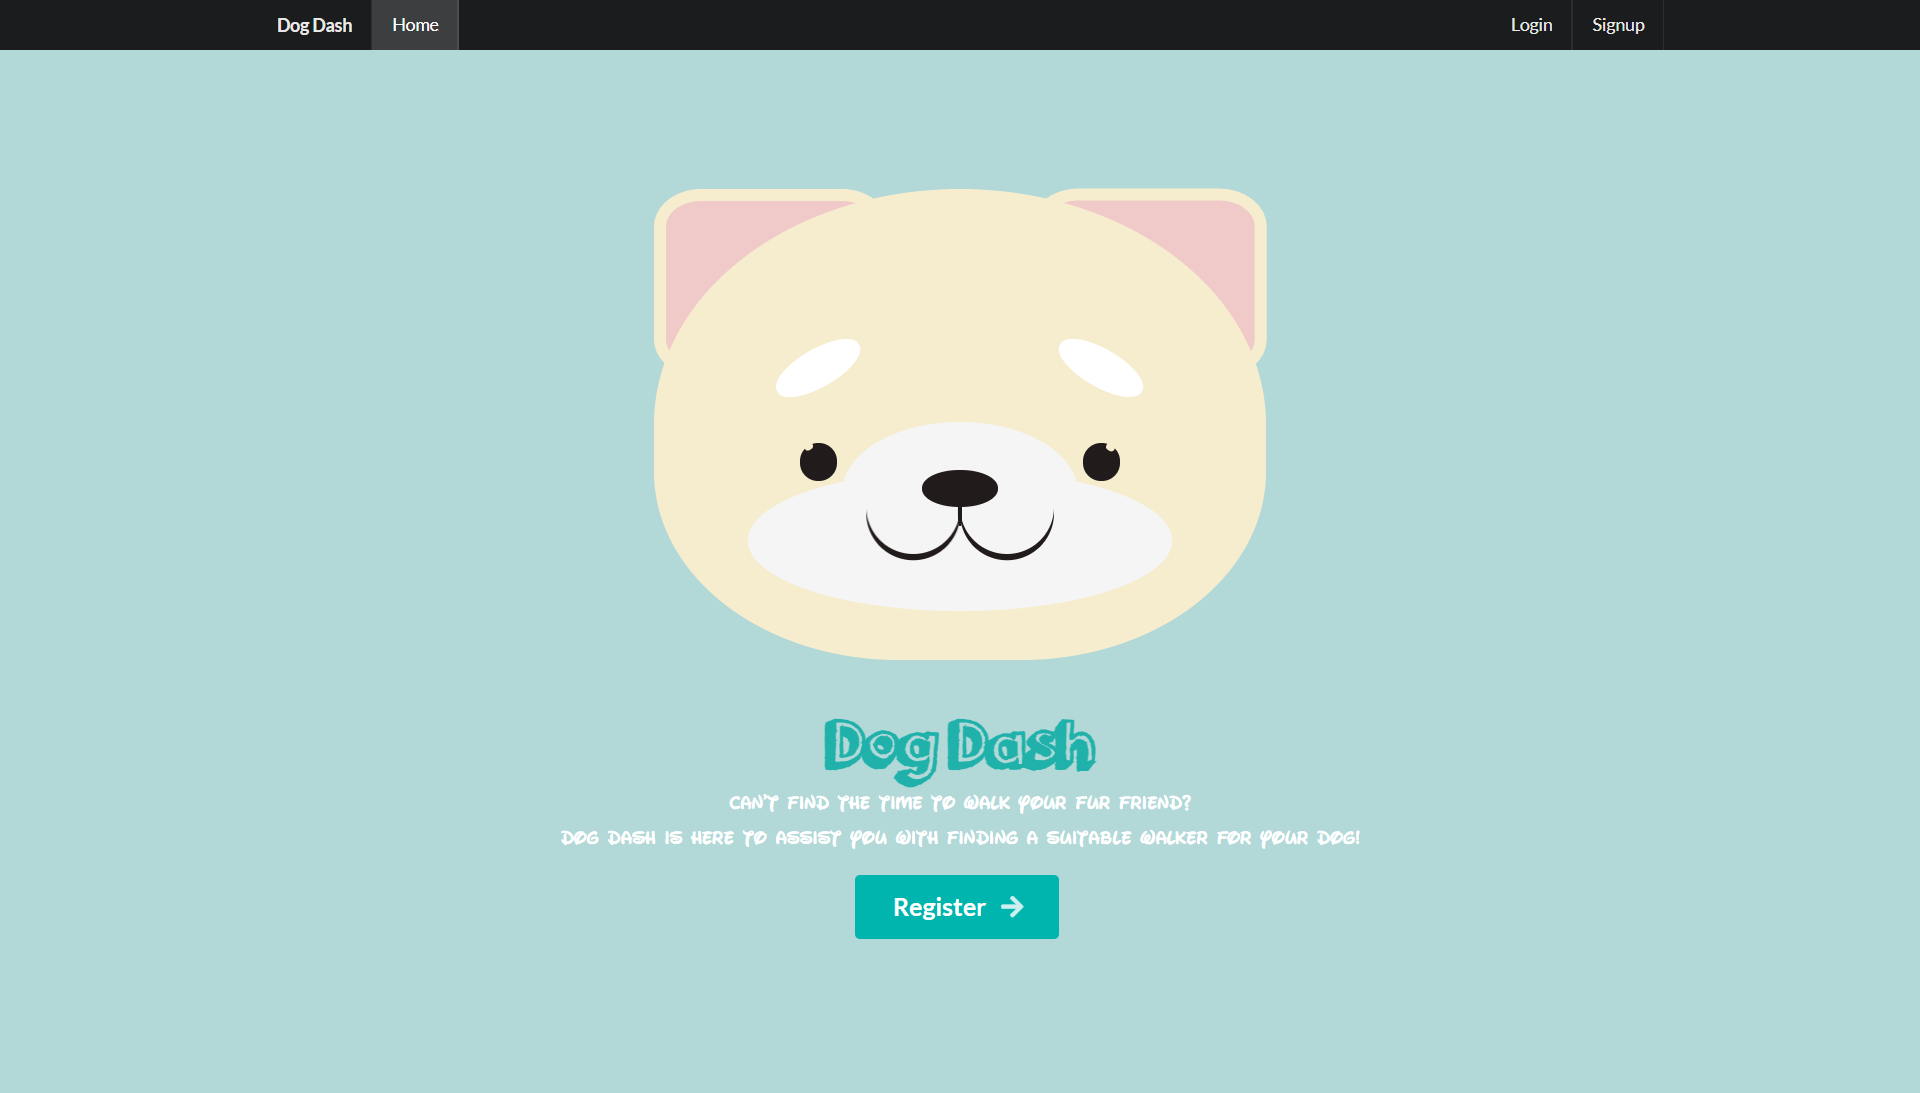 Dog Dash Home Login Signup
Dog Dash
CAN'T FIND THE TIME TO WALK YOUR FUR FRIEND?
DOG DASH IS HERE TO ASSIST YOU WITH FINDING A SUITABLE WALKER FOR YOUR DOG!
Register